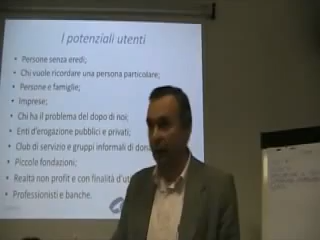 I potenziali utenti
• Persone senza eredi;
• Chi vuole ricordare una persona particolare;
• Persone e famiglie;
• Imprese;
• Chi ha il problema del dopo di noi;
• Enti d'erogazione pubblici e privati;
• Club di servizio e gruppi informali di
• Piccole fondazioni;
• Realtà non profit e con finalità
• Professionisti e banche.